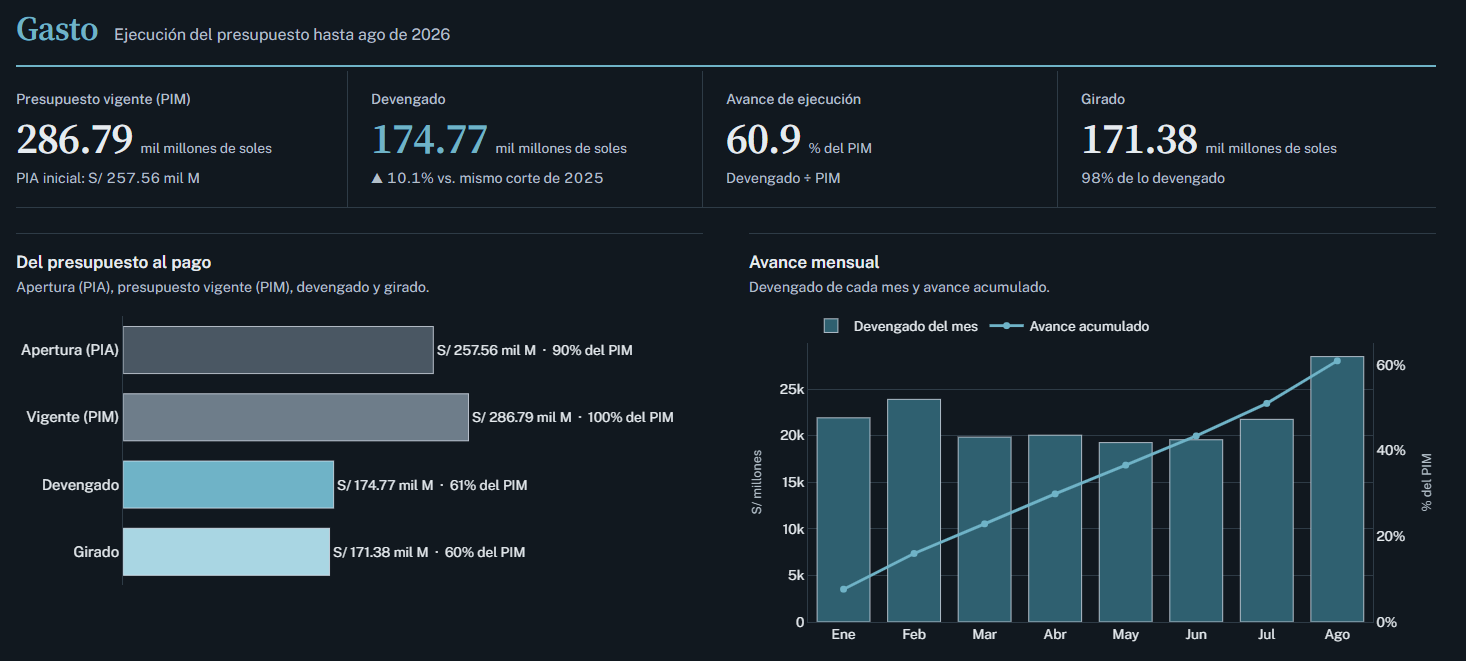 Gasto Ejecución del presupuesto hasta ago de 2026
Presupuesto vigente (PIM)
286.79 mil millones de soles
PIA inicial: S/ 257.56 mil M
Devengado
174.77 mil millones de soles
▲ 10.1% vs. mismo corte de 2025
Avance de ejecución
60.9 % del PIM
Devengado ÷ PIM
Girado
171.38 mil millones de soles
98% de lo devengado
Del presupuesto al pago
Apertura (PIA), presupuesto vigente (PIM), devengado y girado.
Apertura (PIA) S/ 257.56 mil M · 90% del PIM
Vigente (PIM) S/ 286.79 mil M · 100% del PIM
Devengado S/ 174.77 mil M · 61% del PIM
Girado S/ 171.38 mil M · 60% del PIM
Avance mensual
Devengado de cada mes y avance acumulado.
Devengado del mes Avance acumulado
S/ millones
25k
20k
15k
10k
5k
0
60%
40%
20%
0%
% del PIM
Ene Feb Mar Abr May Jun Jul Ago